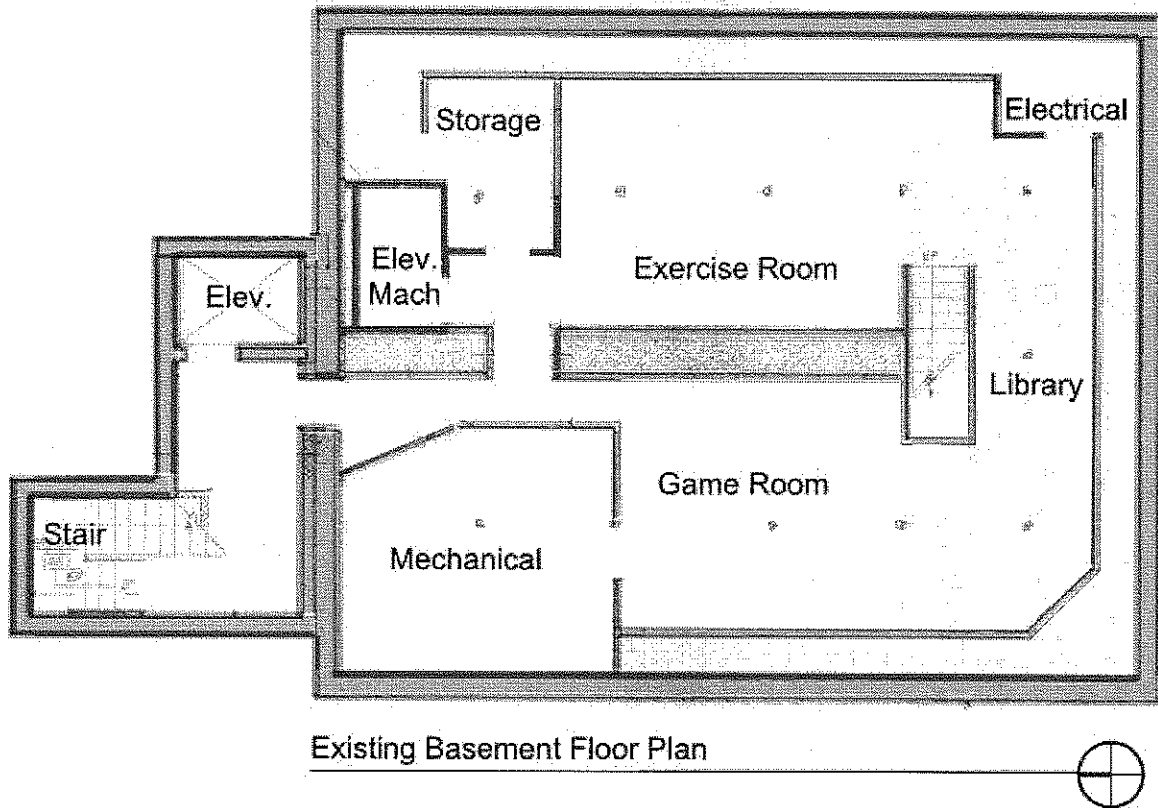 Storage
Electrical
Elev.
Mach
Exercise Room
Elev.
Library
Game Room
Stair
Mechanical
Existing Basement Floor Plan